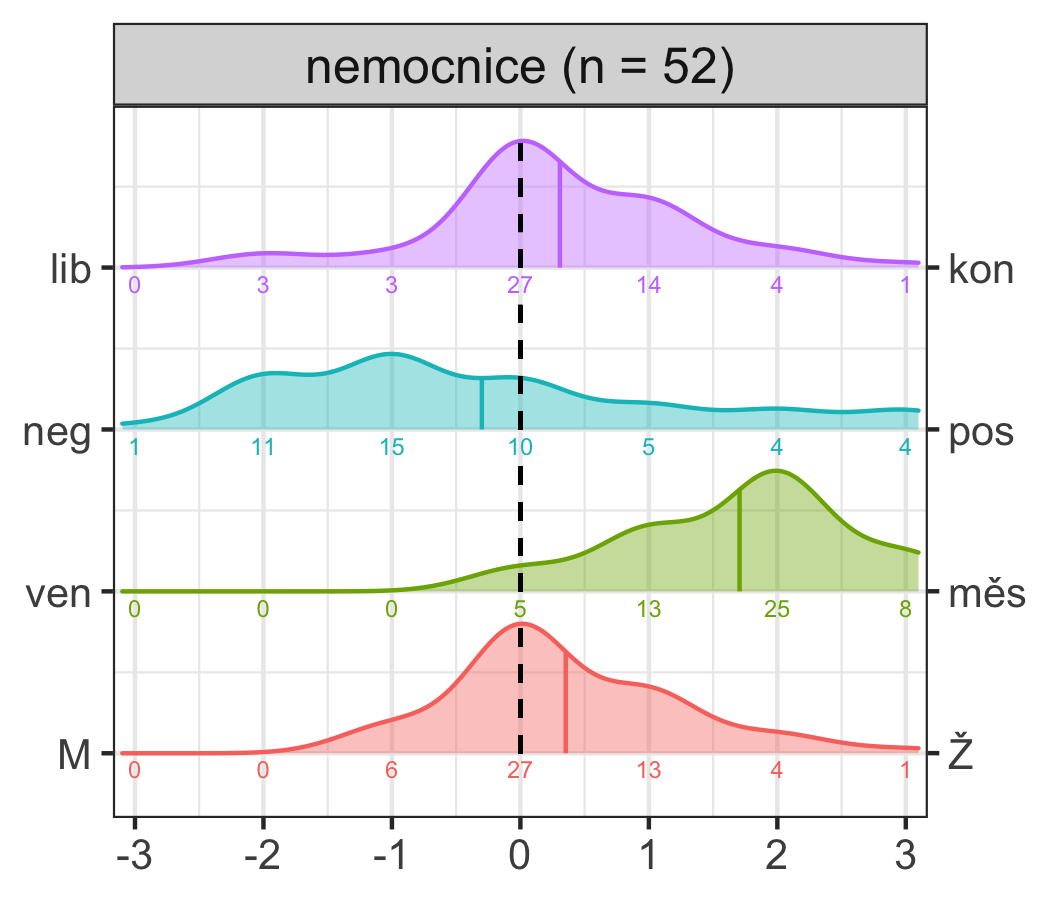 nemocnice (n = 52)
lib kon
0 3 3 27 14 4 1
neg pos
1 11 15 10 5 4 4
ven měs
0 0 0 5 13 25 8
M Ž
0 0 6 27 13 4 1
-3 -2 -1 0 1 2 3